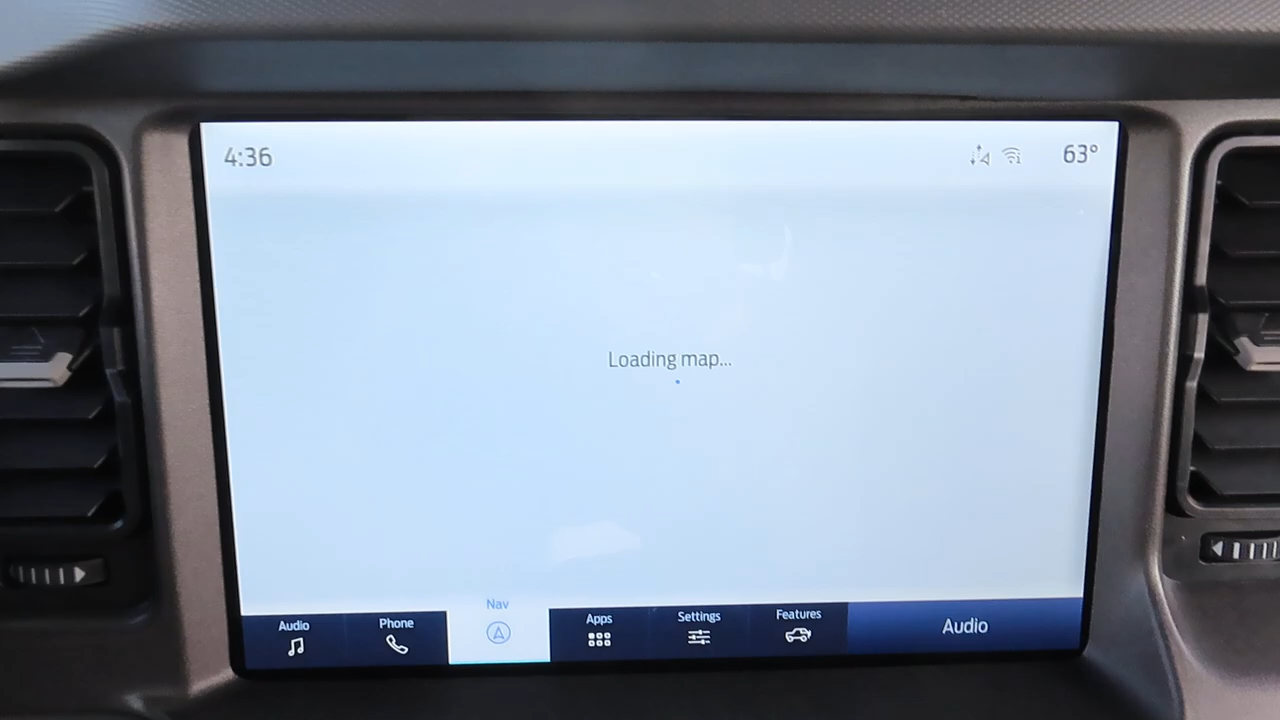 4:36
63°
Loading map...
Audio
Phone
Nav
Apps
Settings
Features
Audio